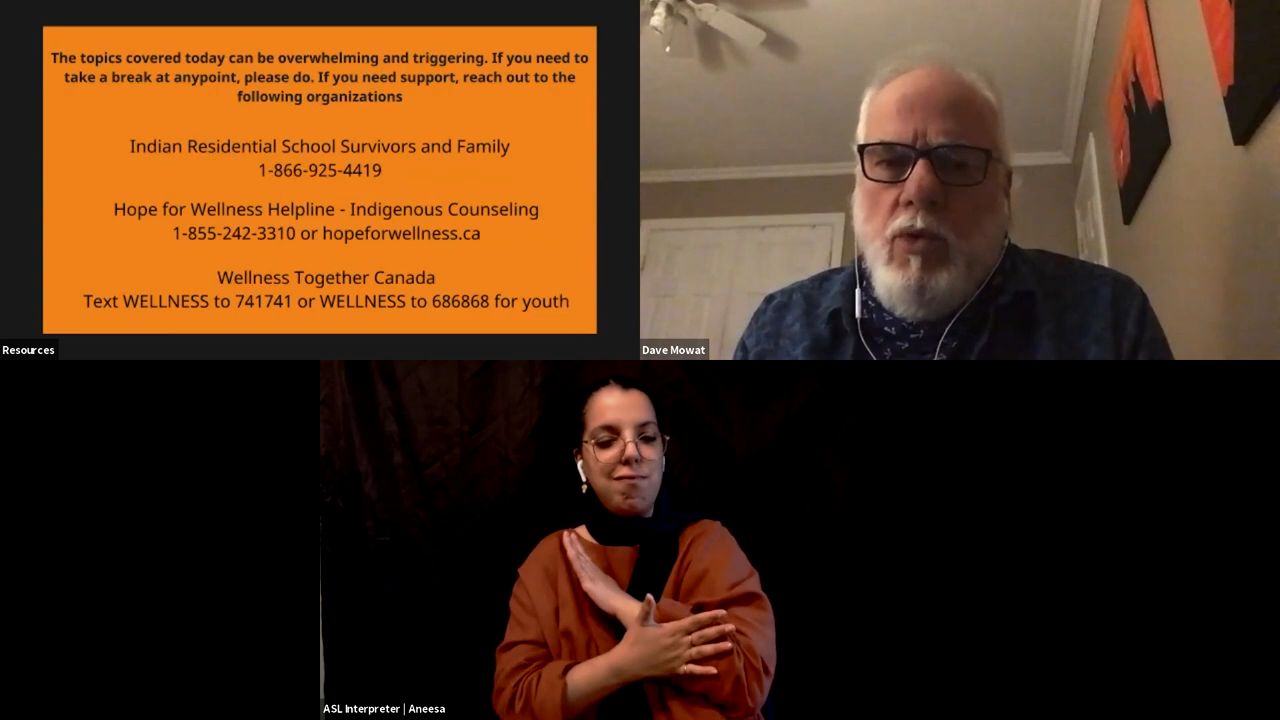 The topics covered today can be overwhelming and triggering. If you need to
take a break at anypoint, please do. If you need support, reach out to the
following organizations
Indian Residential School Survivors and Family
1-866-925-4419
Hope for Wellness Helpline - Indigenous Counseling
1-855-242-3310 or hopeforwellness.ca
Wellness Together Canada
Text WELLNESS to 741741 or WELLNESS to 686868 for youth
Resources
Dave Mowat
ASL Interpreter | Aneesa